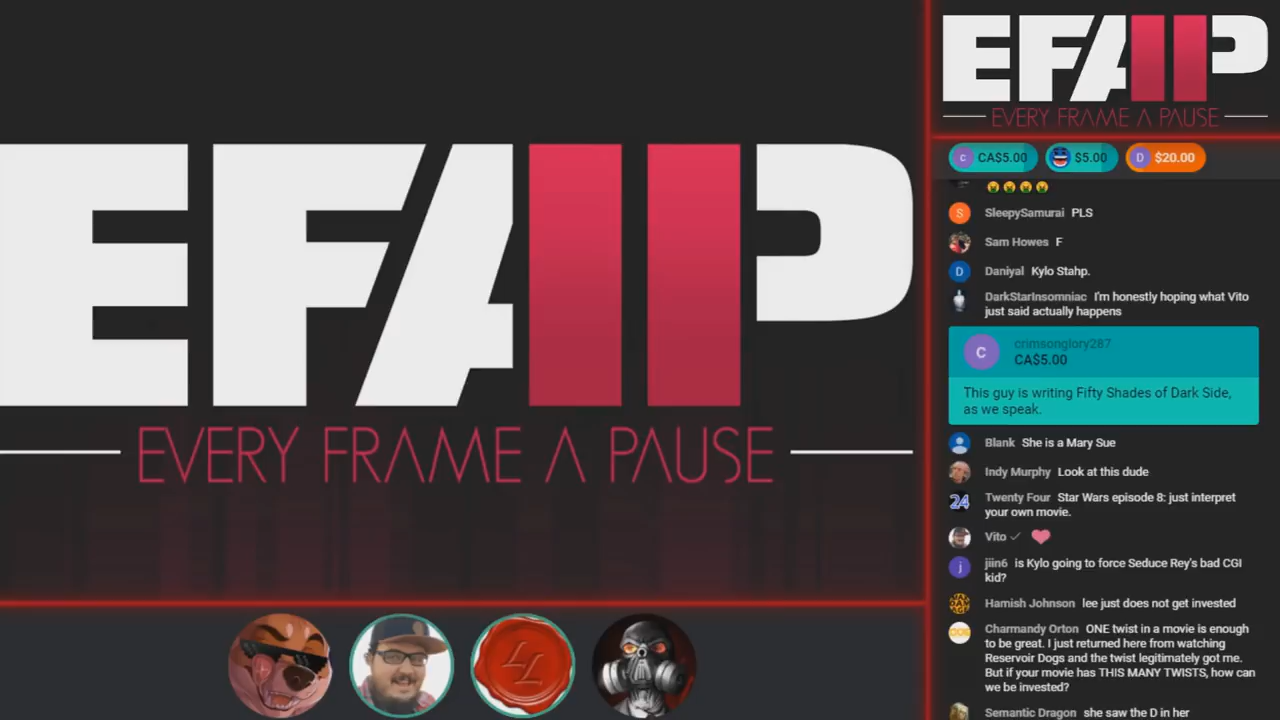 EFAP
EVERY FRAME A PAUSE
EFAP
EVERY FRAME A PAUSE
C CA$5.00 $5.00 D $20.00
S SleepySamurai PLS
Sam Howes F
D Daniyal Kylo Stahp.
DarkStarInsomniac I'm honestly hoping what Vito
just said actually happens
C crimsonglory287
CA$5.00
This guy is writing Fifty Shades of Dark Side,
as we speak.
Blank She is a Mary Sue
Indy Murphy Look at this dude
24 Twenty Four Star Wars episode 8: just interpret
your own movie.
Vito
j jiin6 is Kylo going to force Seduce Rey's bad CGI
kid?
Hamish Johnson lee just does not get invested
Charmandy Orton ONE twist in a movie is enough
to be great. I just returned here from watching
Reservoir Dogs and the twist legitimately got me.
But if your movie has THIS MANY TWISTS, how can
we be invested?
Semantic Dragon she saw the D in her
LL